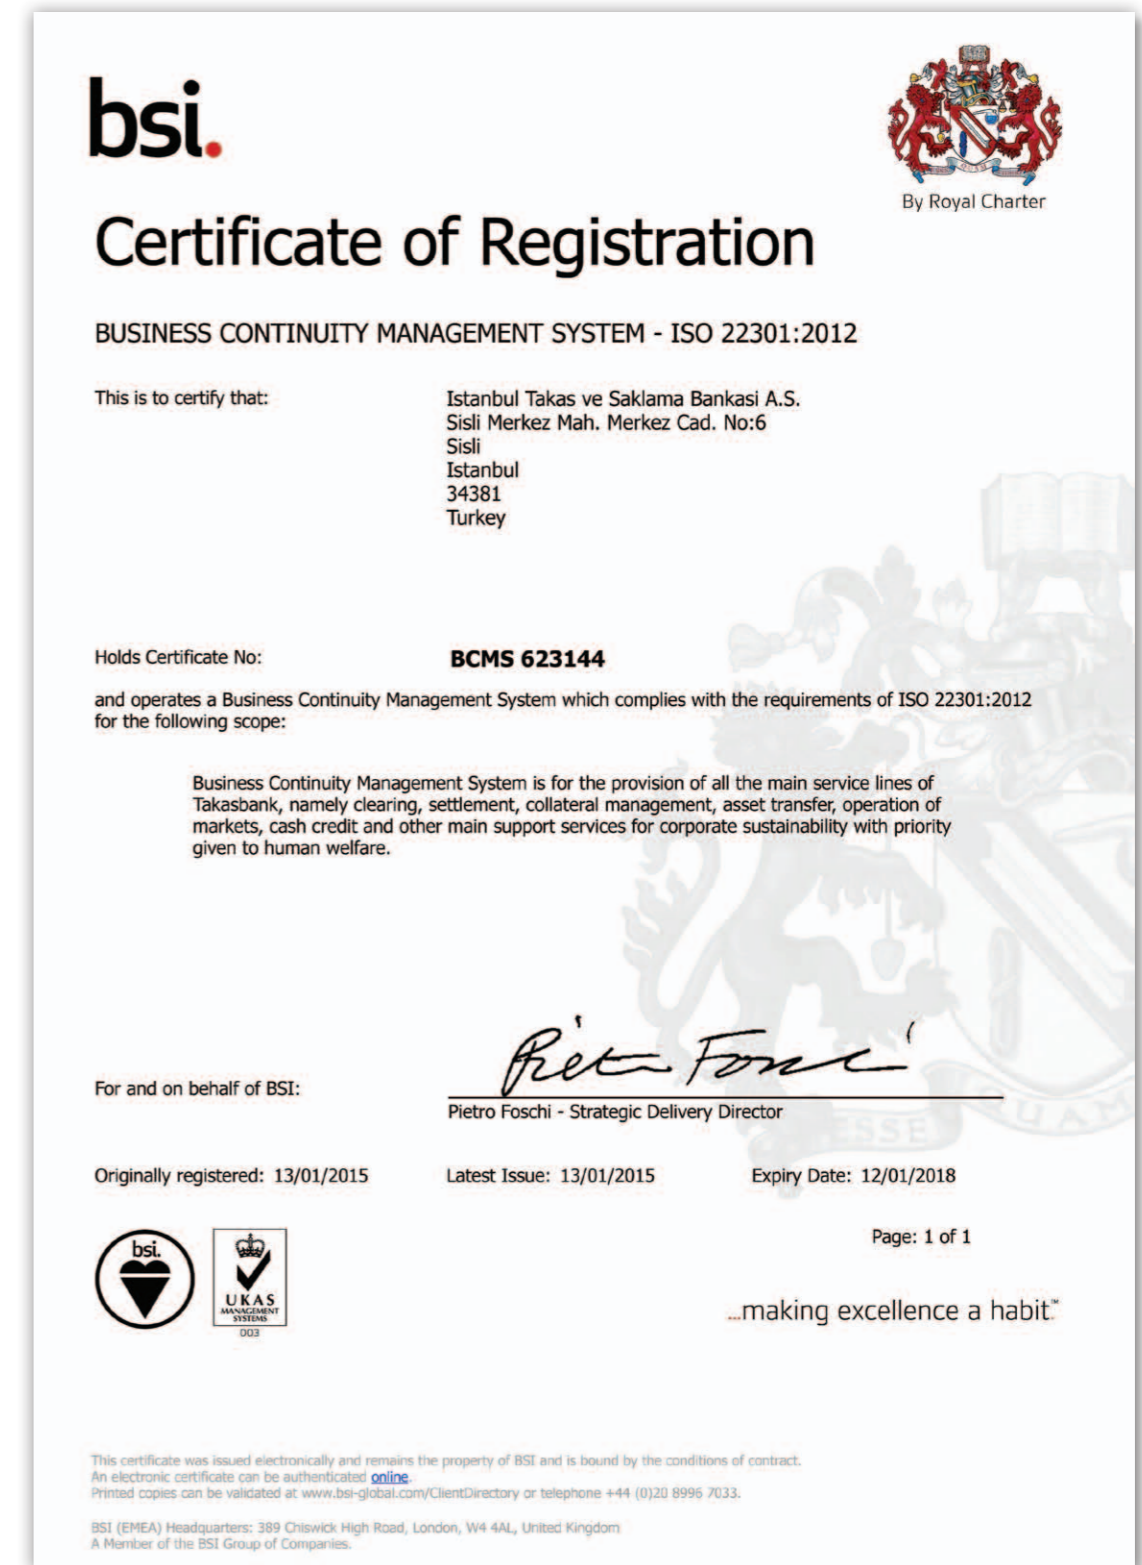 bsi.
By Royal Charter
Certificate of Registration
BUSINESS CONTINUITY MANAGEMENT SYSTEM - ISO 22301:2012
This is to certify that:
Istanbul Takas ve Saklama Bankasi A.S.
Sisli Merkez Mah. Merkez Cad. No:6
Sisli
Istanbul
34381
Turkey
Holds Certificate No:
BCMS 623144
and operates a Business Continuity Management System which complies with the requirements of ISO 22301:2012
for the following scope:
Business Continuity Management System is for the provision of all the main service lines of
Takasbank, namely clearing, settlement, collateral management, asset transfer, operation of
markets, cash credit and other main support services for corporate sustainability with priority
given to human welfare.
For and on behalf of BSI:
Pietro Foschi - Strategic Delivery Director
ESSE QUAM
Originally registered: 13/01/2015 Latest Issue: 13/01/2015 Expiry Date: 12/01/2018
Page: 1 of 1
bsi.
UKAS
MANAGEMENT
SYSTEMS
003
...making excellence a habit.™
This certificate was issued electronically and remains the property of BSI and is bound by the conditions of contract.
An electronic certificate can be authenticated online.
Printed copies can be validated at www.bsi-global.com/ClientDirectory or telephone +44 (0)20 8996 7033.
BSI (EMEA) Headquarters: 389 Chiswick High Road, London, W4 4AL, United Kingdom
A Member of the BSI Group of Companies.